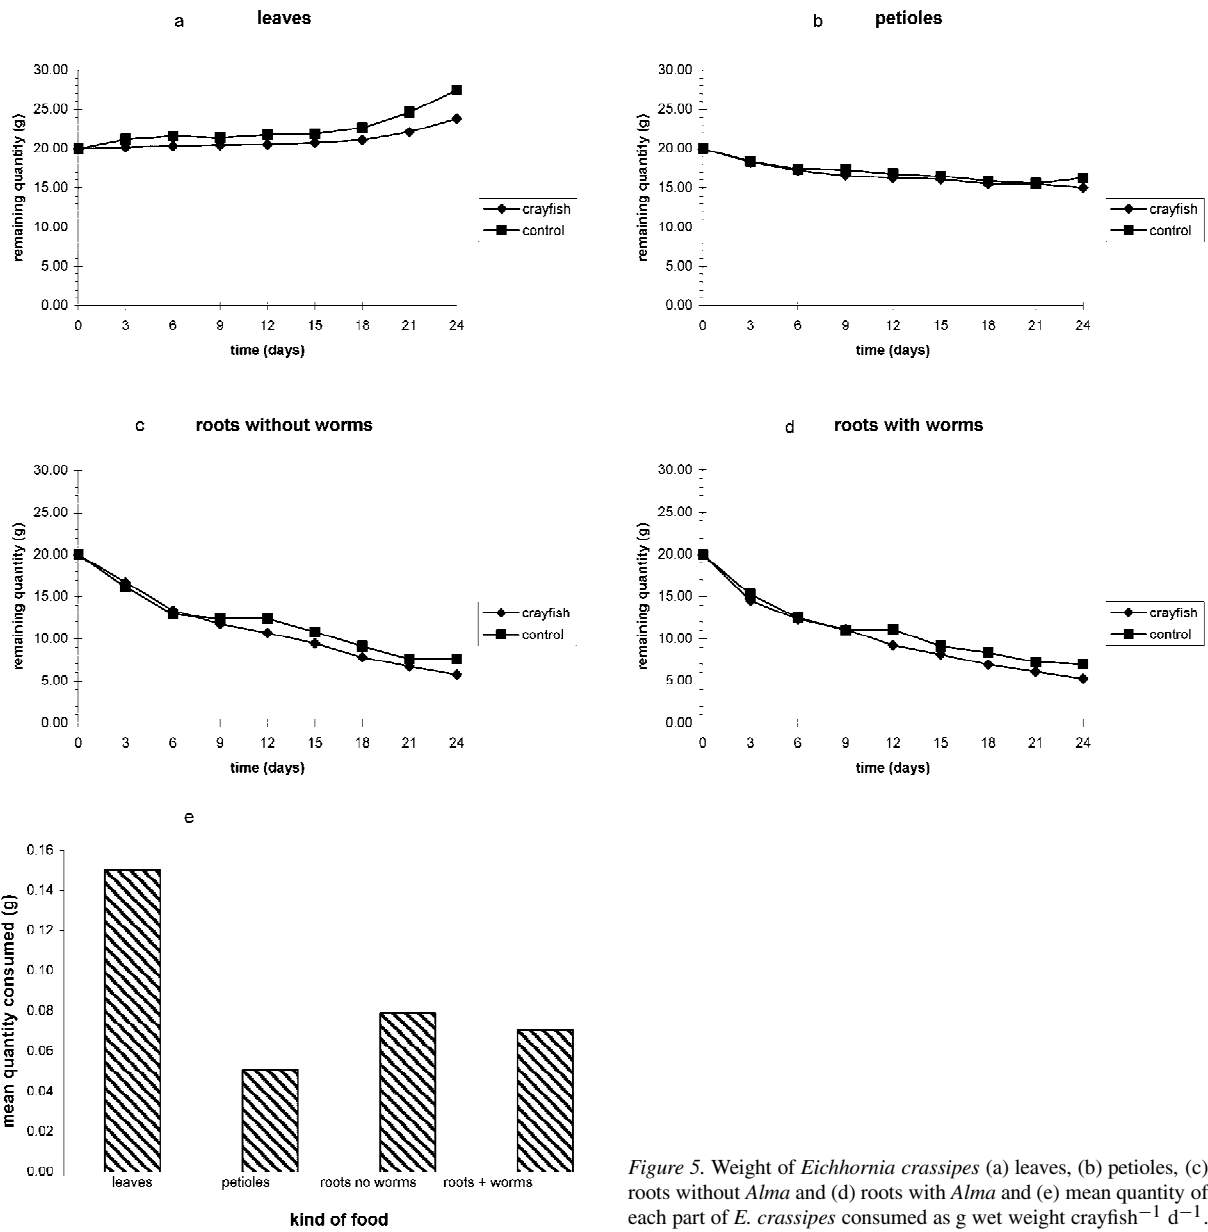 a leaves
30.00
25.00
20.00
15.00
10.00
5.00
0.00
remaining quantity (g)
0 3 6 9 12 15 18 21 24
time (days)
crayfish
control
b petioles
30.00
25.00
20.00
15.00
10.00
5.00
0.00
remaining quantity (g)
0 3 6 9 12 15 18 21 24
time (days)
crayfish
control
c roots without worms
30.00
25.00
20.00
15.00
10.00
5.00
0.00
remaining quantity (g)
0 3 6 9 12 15 18 21 24
time (days)
crayfish
control
d roots with worms
30.00
25.00
20.00
15.00
10.00
5.00
0.00
remaining quantity (g)
0 3 6 9 12 15 18 21 24
time (days)
crayfish
control
e
0.16
0.14
0.12
0.10
0.08
0.06
0.04
0.02
0.00
mean quantity consumed (g)
leaves petioles roots no worms roots + worms
kind of food
Figure 5. Weight of Eichhornia crassipes (a) leaves, (b) petioles, (c)
roots without Alma and (d) roots with Alma and (e) mean quantity of
each part of E. crassipes consumed as g wet weight crayfish⁻¹ d⁻¹.